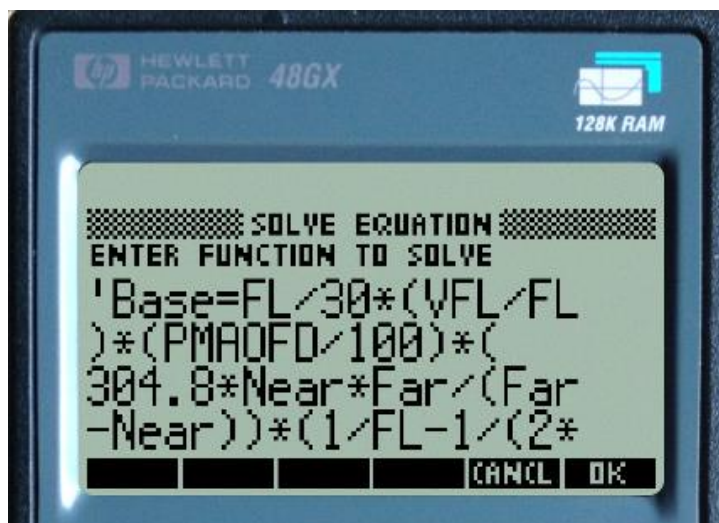 hp HEWLETT
PACKARD 48GX
128K RAM
SOLVE EQUATION
ENTER FUNCTION TO SOLVE
'Base=FL/30*(VFL/FL
)*(PMAOFD/100)*(
304.8*Near*Far/(Far
-Near))*(1/FL-1/(2*
CANCL OK